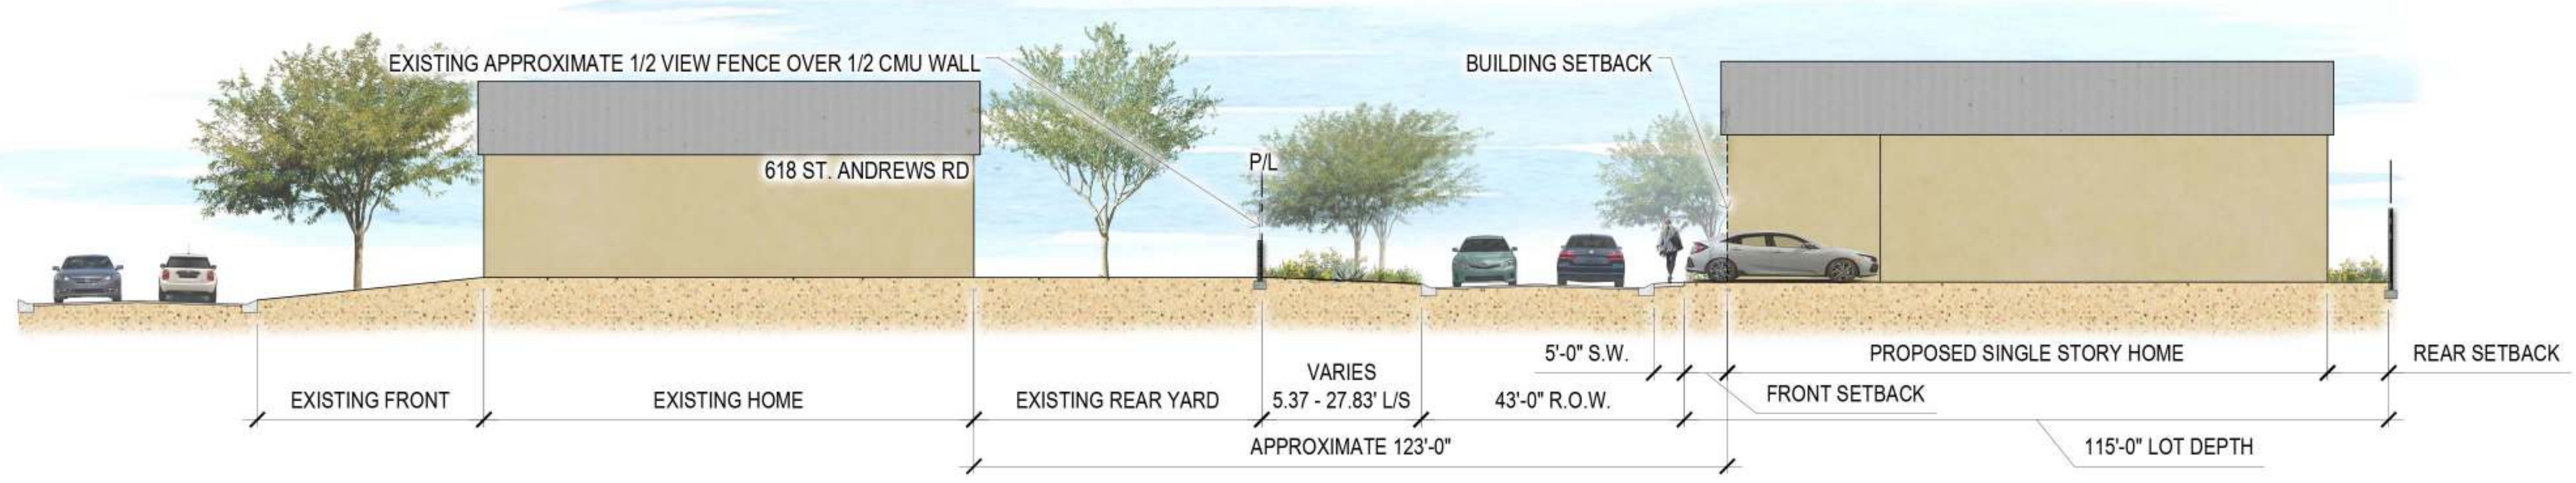 EXISTING APPROXIMATE 1/2 VIEW FENCE OVER 1/2 CMU WALL
BUILDING SETBACK
618 ST. ANDREWS RD
P/L
5'-0" S.W.
PROPOSED SINGLE STORY HOME
REAR SETBACK
VARIES
5.37 - 27.83' L/S
EXISTING FRONT
EXISTING HOME
EXISTING REAR YARD
43'-0" R.O.W.
FRONT SETBACK
APPROXIMATE 123'-0"
115'-0" LOT DEPTH